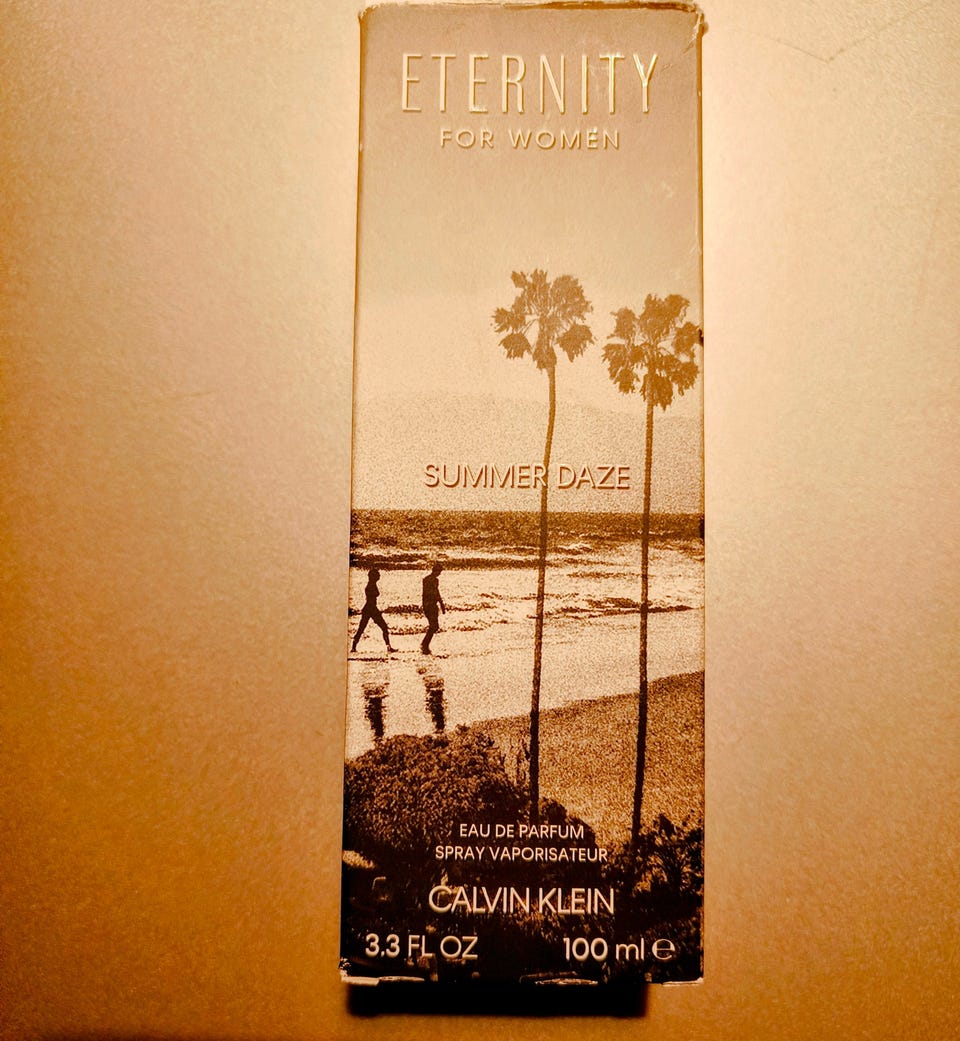 ETERNITY
FOR WOMEN
SUMMER DAZE
EAU DE PARFUM
SPRAY VAPORISATEUR
CALVIN KLEIN
3.3 FL OZ 100 ml ℮